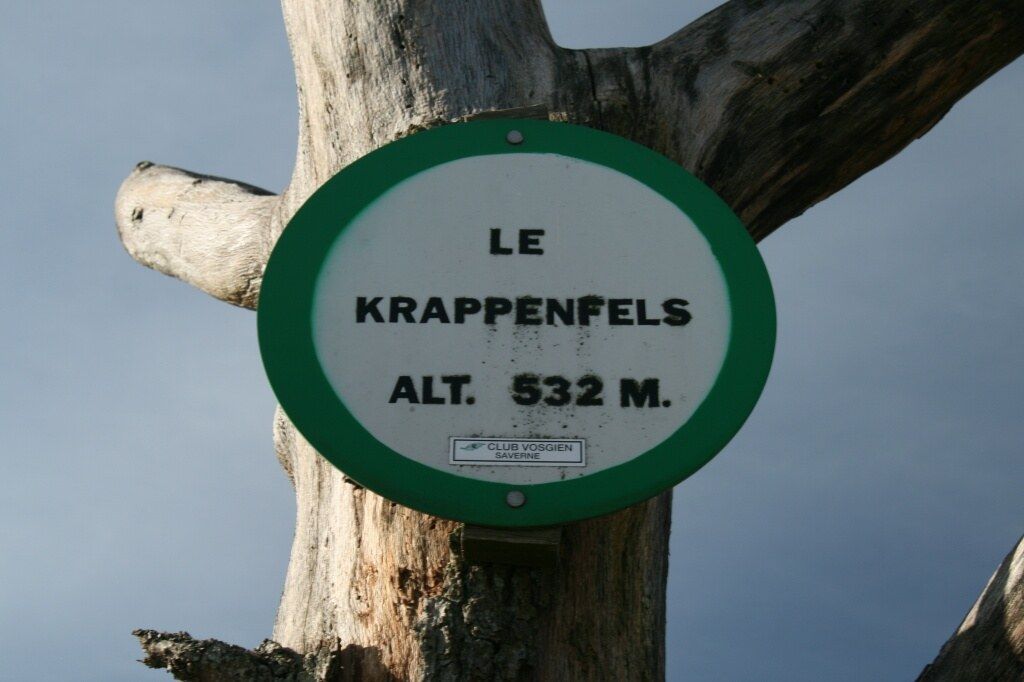 LE
KRAPPENFELS
ALT. 532 M.
CLUB VOSGIEN
SAVERNE